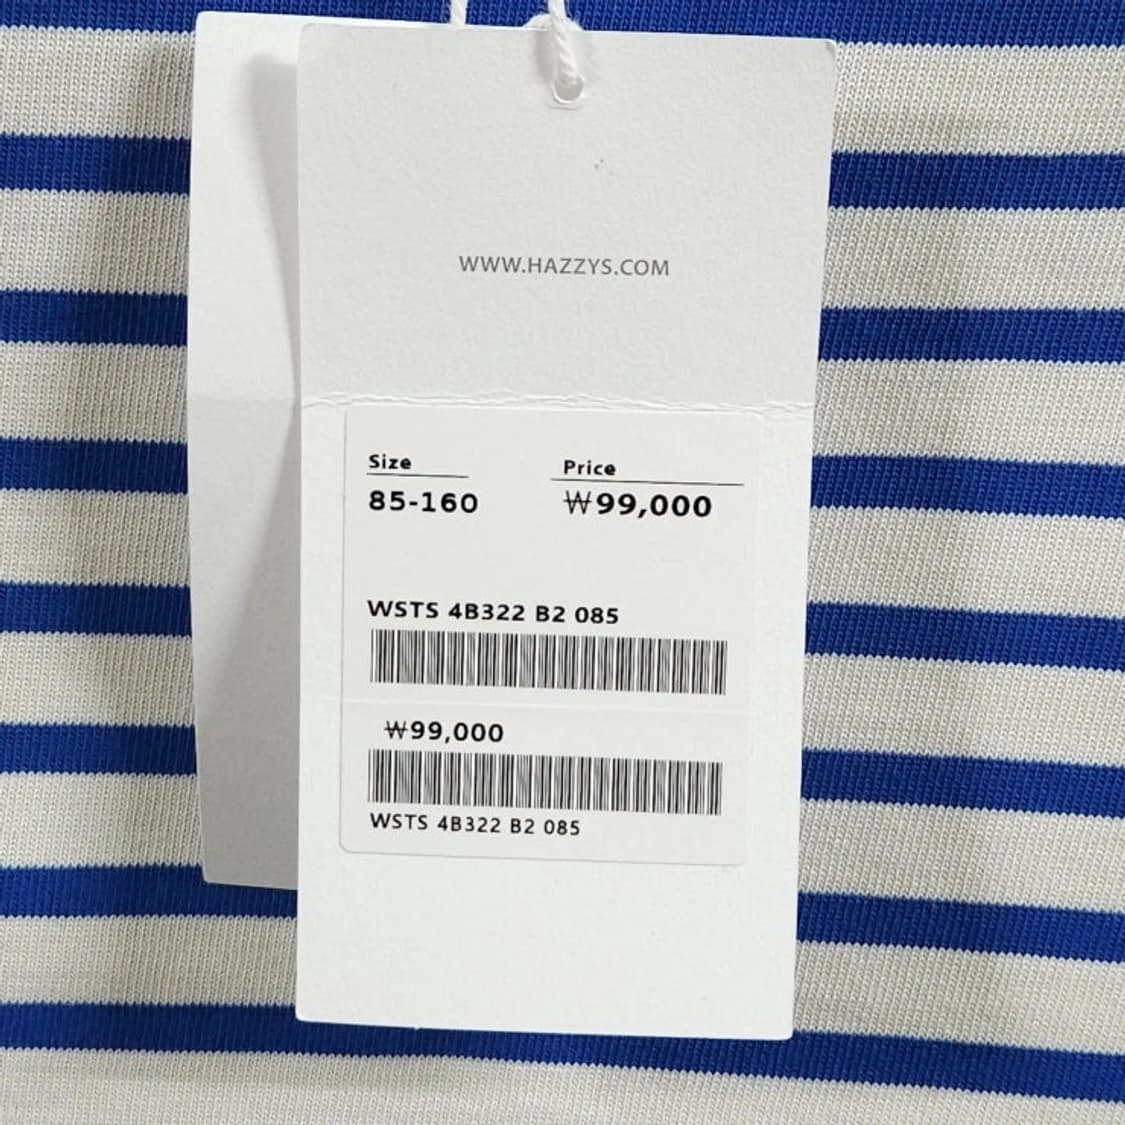 WWW.HAZZYS.COM
Size Price
85-160 ₩99,000
WSTS 4B322 B2 085
₩99,000
WSTS 4B322 B2 085